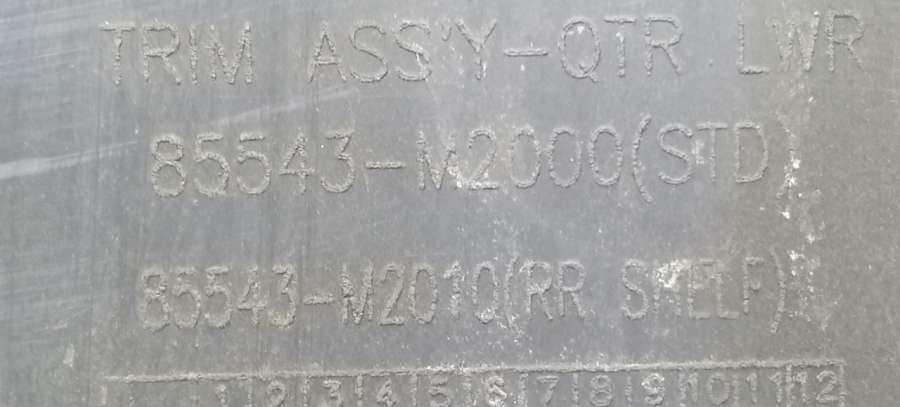 TRIM ASS'Y-QTR LWR
85543-M2000(STD)
85543-M2010(RR SHELF)
1 2 3 4 5 6 7 8 9 10 11 12